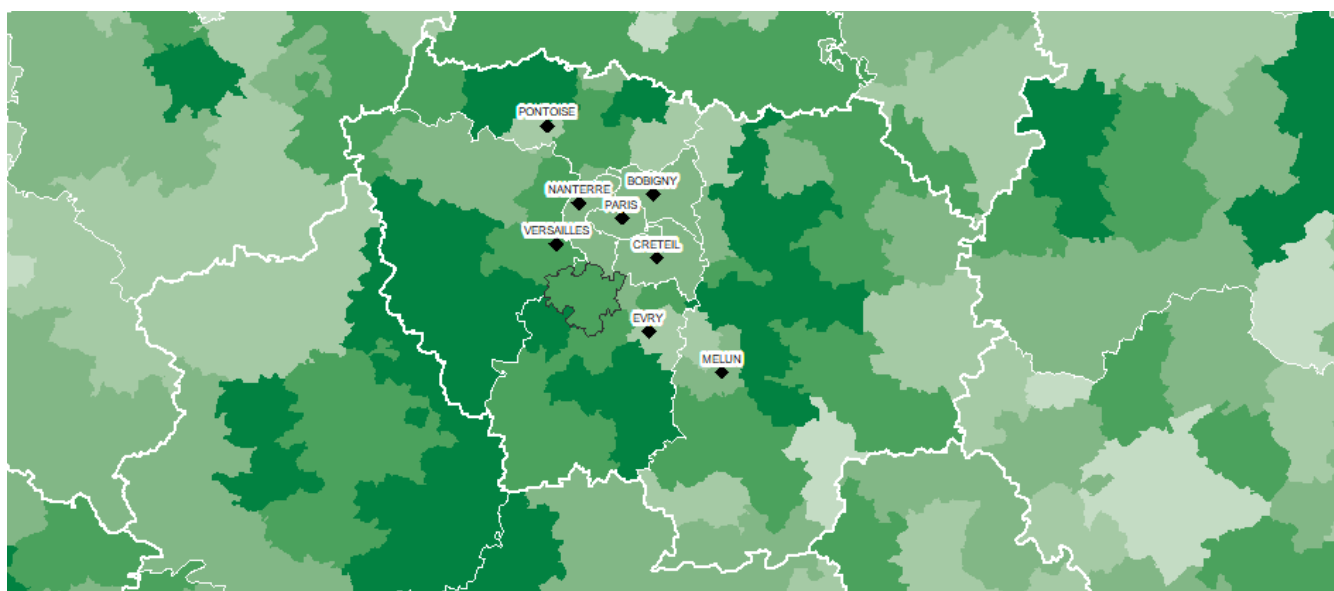 PONTOISE
NANTERRE
BOBIGNY
PARIS
VERSAILLES
CRETEIL
EVRY
MELUN